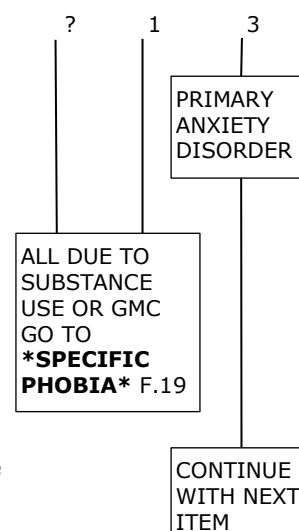 ? 1 3
PRIMARY
ANXIETY
DISORDER
ALL DUE TO
SUBSTANCE
USE OR GMC
GO TO
*SPECIFIC
PHOBIA* F.19
CONTINUE
WITH NEXT
ITEM